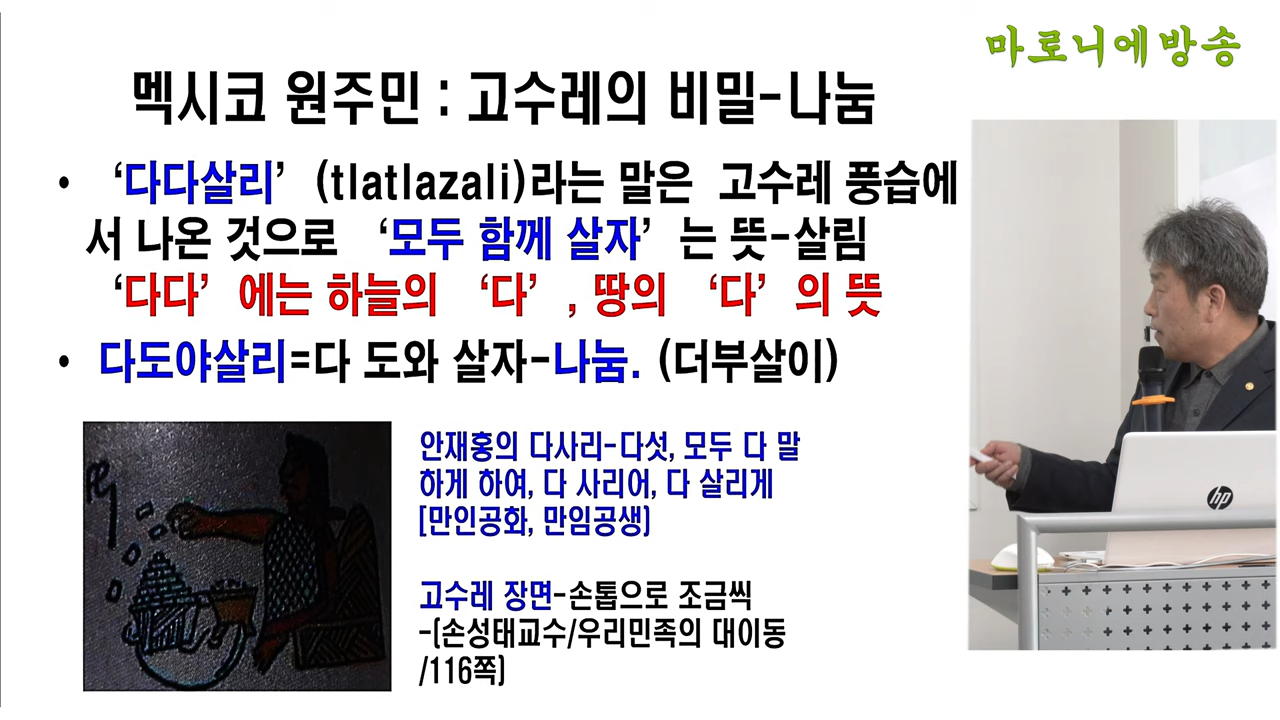 마로니에방송
멕시코 원주민 : 고수레의 비밀-나눔
• ‘다다살리’ (tlatlazali)라는 말은 고수레 풍습에
서 나온 것으로 ‘모두 함께 살자’ 는 뜻-살림
‘다다’ 에는 하늘의 ‘다’ , 땅의 ‘다’ 의 뜻
• 다도야살리=다 도와 살자-나눔. (더부살이)
안재홍의 다사리-다섯, 모두 다 말
하게 하여, 다 사리어, 다 살리게
[만인공화, 만임공생]
고수레 장면-손톱으로 조금씩
-(손성태교수/우리민족의 대이동
/116쪽)
hp